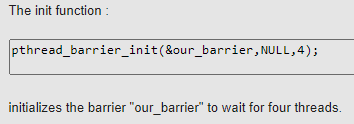 The init function :
pthread_barrier_init(&our_barrier,NULL,4);
initializes the barrier "our_barrier" to wait for four threads.